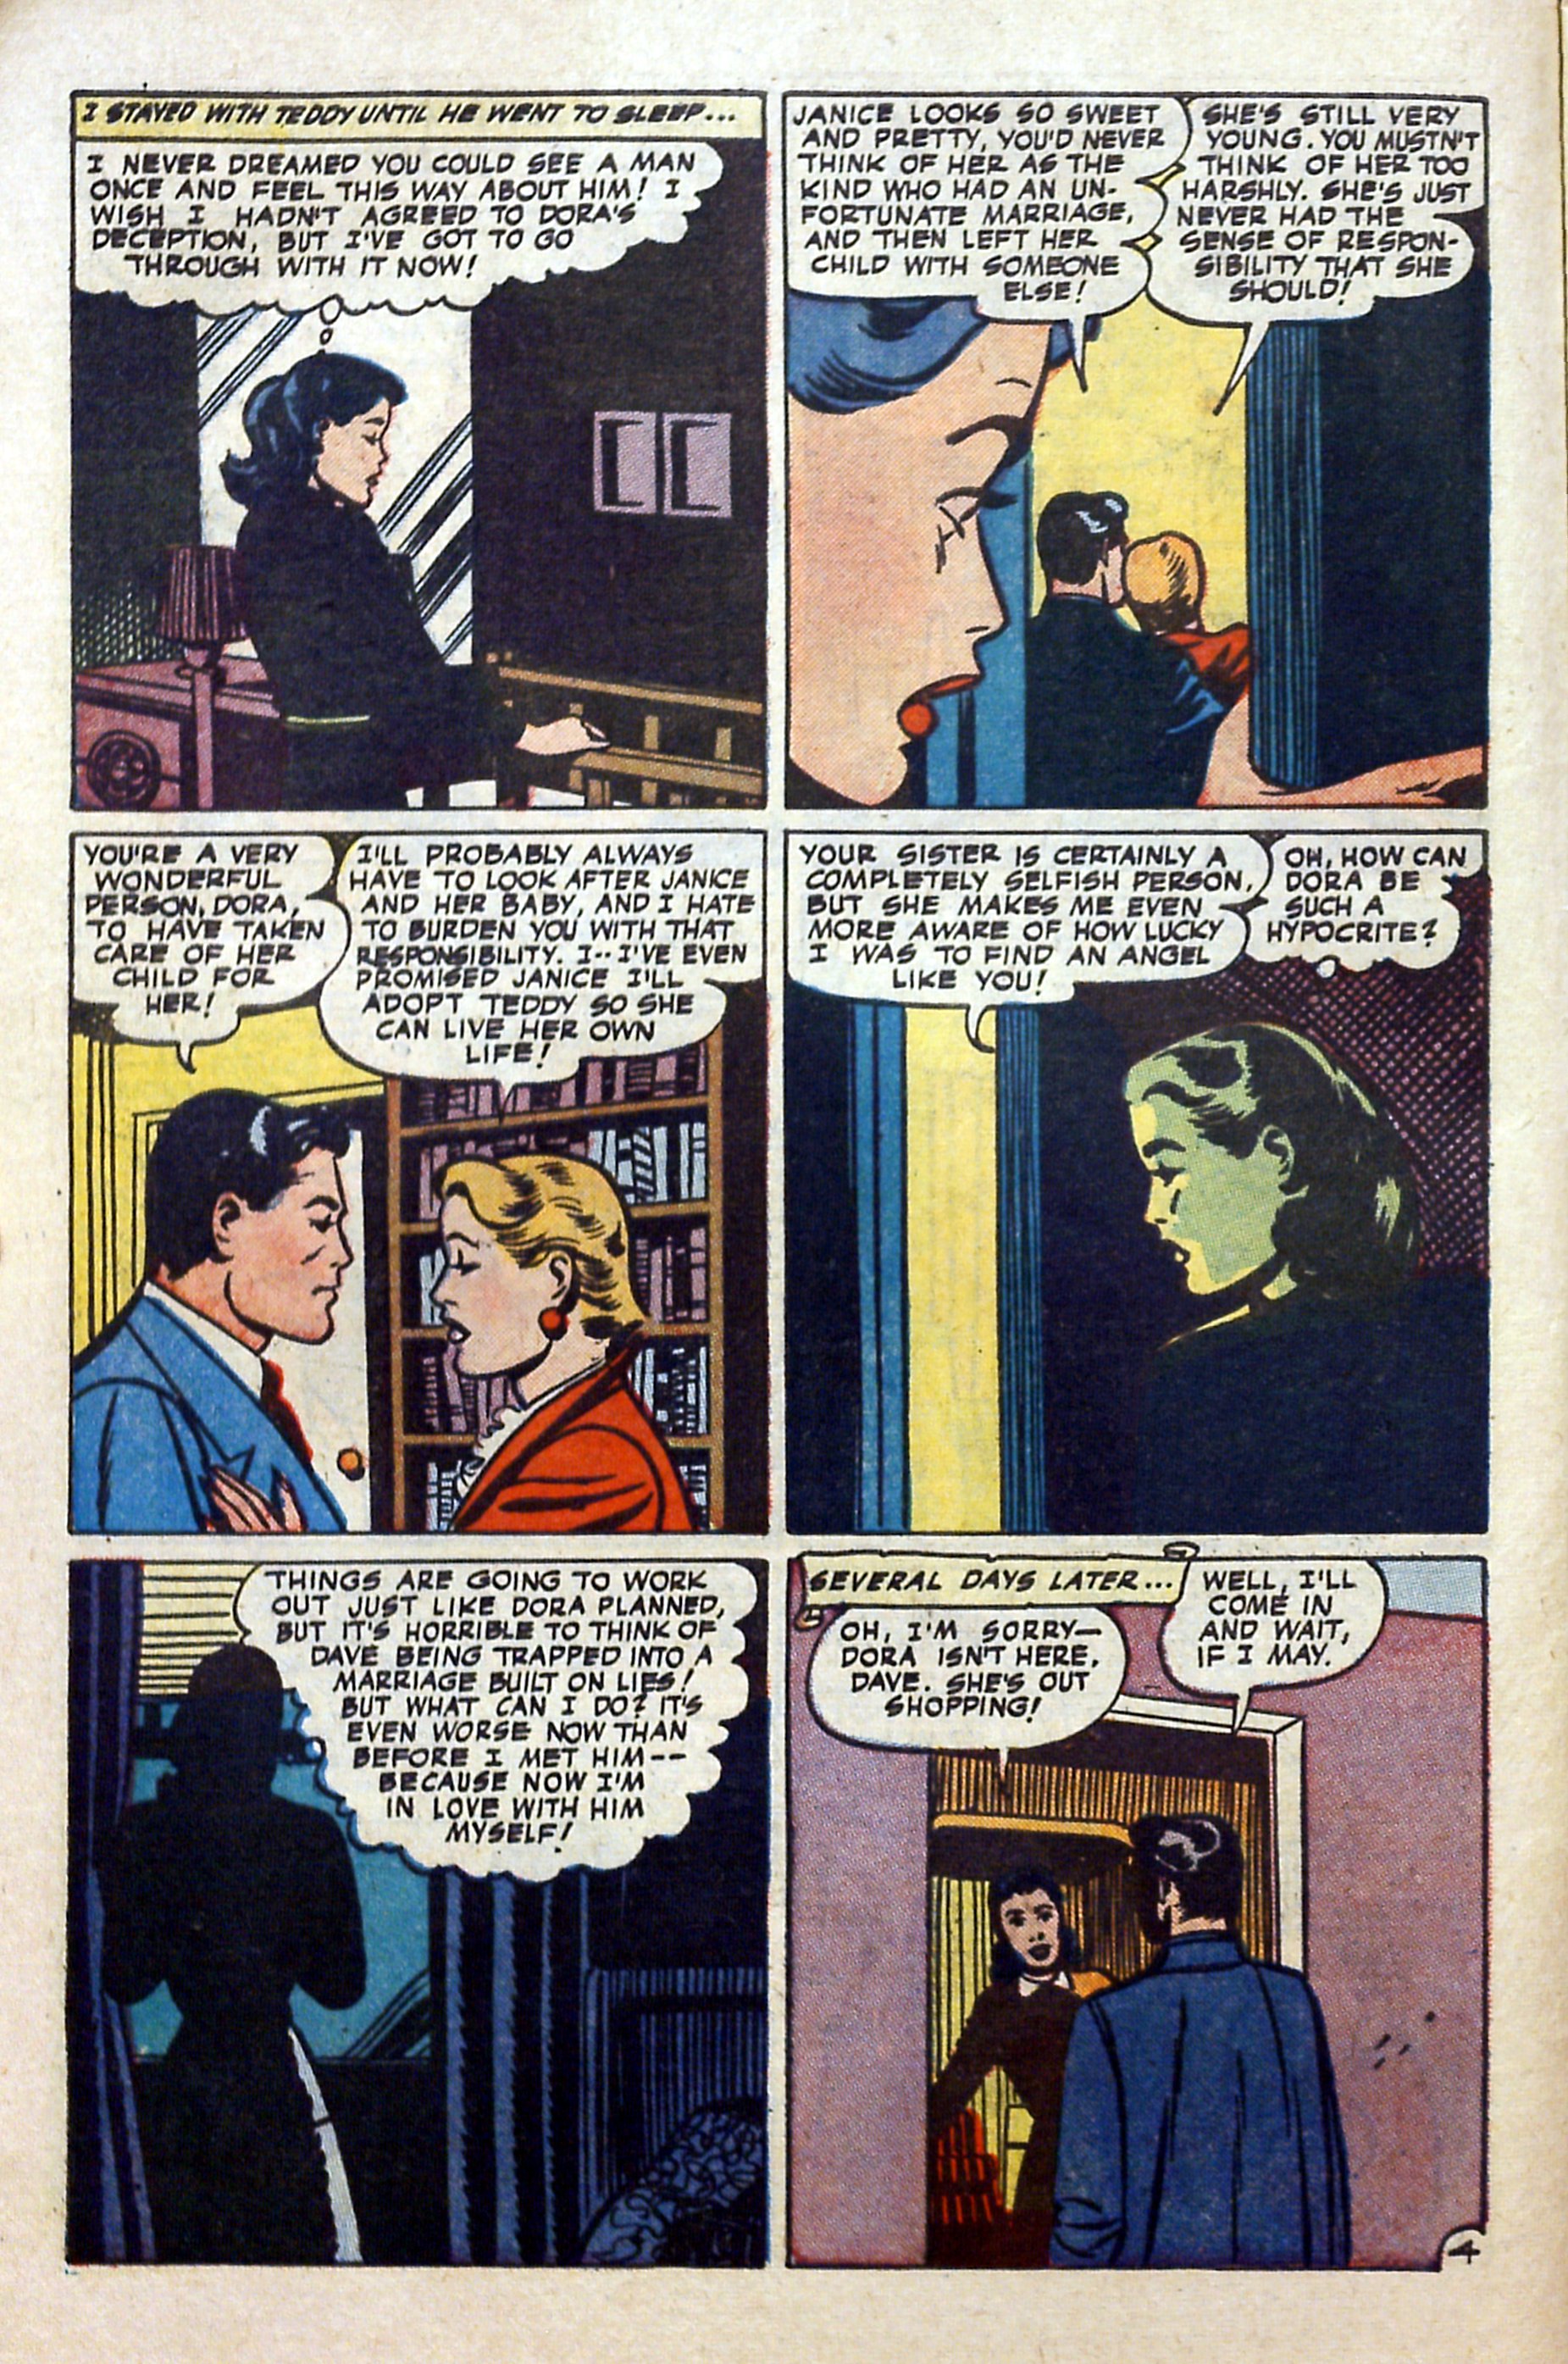 I STAYED WITH TEDDY UNTIL HE WENT TO SLEEP...
I NEVER DREAMED YOU COULD SEE A MAN
ONCE AND FEEL THIS WAY ABOUT HIM! I
WISH I HADN'T AGREED TO DORA'S
DECEPTION, BUT I'VE GOT TO GO
THROUGH WITH IT NOW!
JANICE LOOKS SO SWEET
AND PRETTY, YOU'D NEVER
THINK OF HER AS THE
KIND WHO HAD AN UN-
FORTUNATE MARRIAGE,
AND THEN LEFT HER
CHILD WITH SOMEONE
ELSE!
SHE'S STILL VERY
YOUNG. YOU MUSTN'T
THINK OF HER TOO
HARSHLY. SHE'S JUST
NEVER HAD THE
SENSE OF RESPON-
SIBILITY THAT SHE
SHOULD!
YOU'RE A VERY
WONDERFUL
PERSON, DORA,
TO HAVE TAKEN
CARE OF HER
CHILD FOR
HER!
I'LL PROBABLY ALWAYS
HAVE TO LOOK AFTER JANICE
AND HER BABY, AND I HATE
TO BURDEN YOU WITH THAT
RESPONSIBILITY. I-- I'VE EVEN
PROMISED JANICE I'LL
ADOPT TEDDY SO SHE
CAN LIVE HER OWN
LIFE!
YOUR SISTER IS CERTAINLY A
COMPLETELY SELFISH PERSON,
BUT SHE MAKES ME EVEN
MORE AWARE OF HOW LUCKY
I WAS TO FIND AN ANGEL
LIKE YOU!
OH, HOW CAN
DORA BE
SUCH A
HYPOCRITE?
THINGS ARE GOING TO WORK
OUT JUST LIKE DORA PLANNED,
BUT IT'S HORRIBLE TO THINK OF
DAVE BEING TRAPPED INTO A
MARRIAGE BUILT ON LIES!
BUT WHAT CAN I DO? IT'S
EVEN WORSE NOW THAN
BEFORE I MET HIM--
BECAUSE NOW I'M
IN LOVE WITH HIM
MYSELF!
SEVERAL DAYS LATER...
OH, I'M SORRY—
DORA ISN'T HERE,
DAVE. SHE'S OUT
SHOPPING!
WELL, I'LL
COME IN
AND WAIT,
IF I MAY.
4